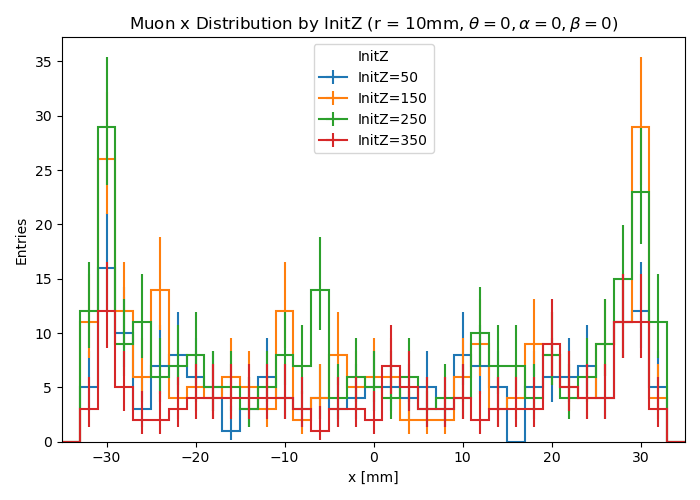 Muon x Distribution by InitZ (r = 10mm, θ = 0, α = 0, β = 0)
InitZ
InitZ=50
InitZ=150
InitZ=250
InitZ=350
Entries
35
30
25
20
15
10
5
0
−30 −20 −10 0 10 20 30
x [mm]